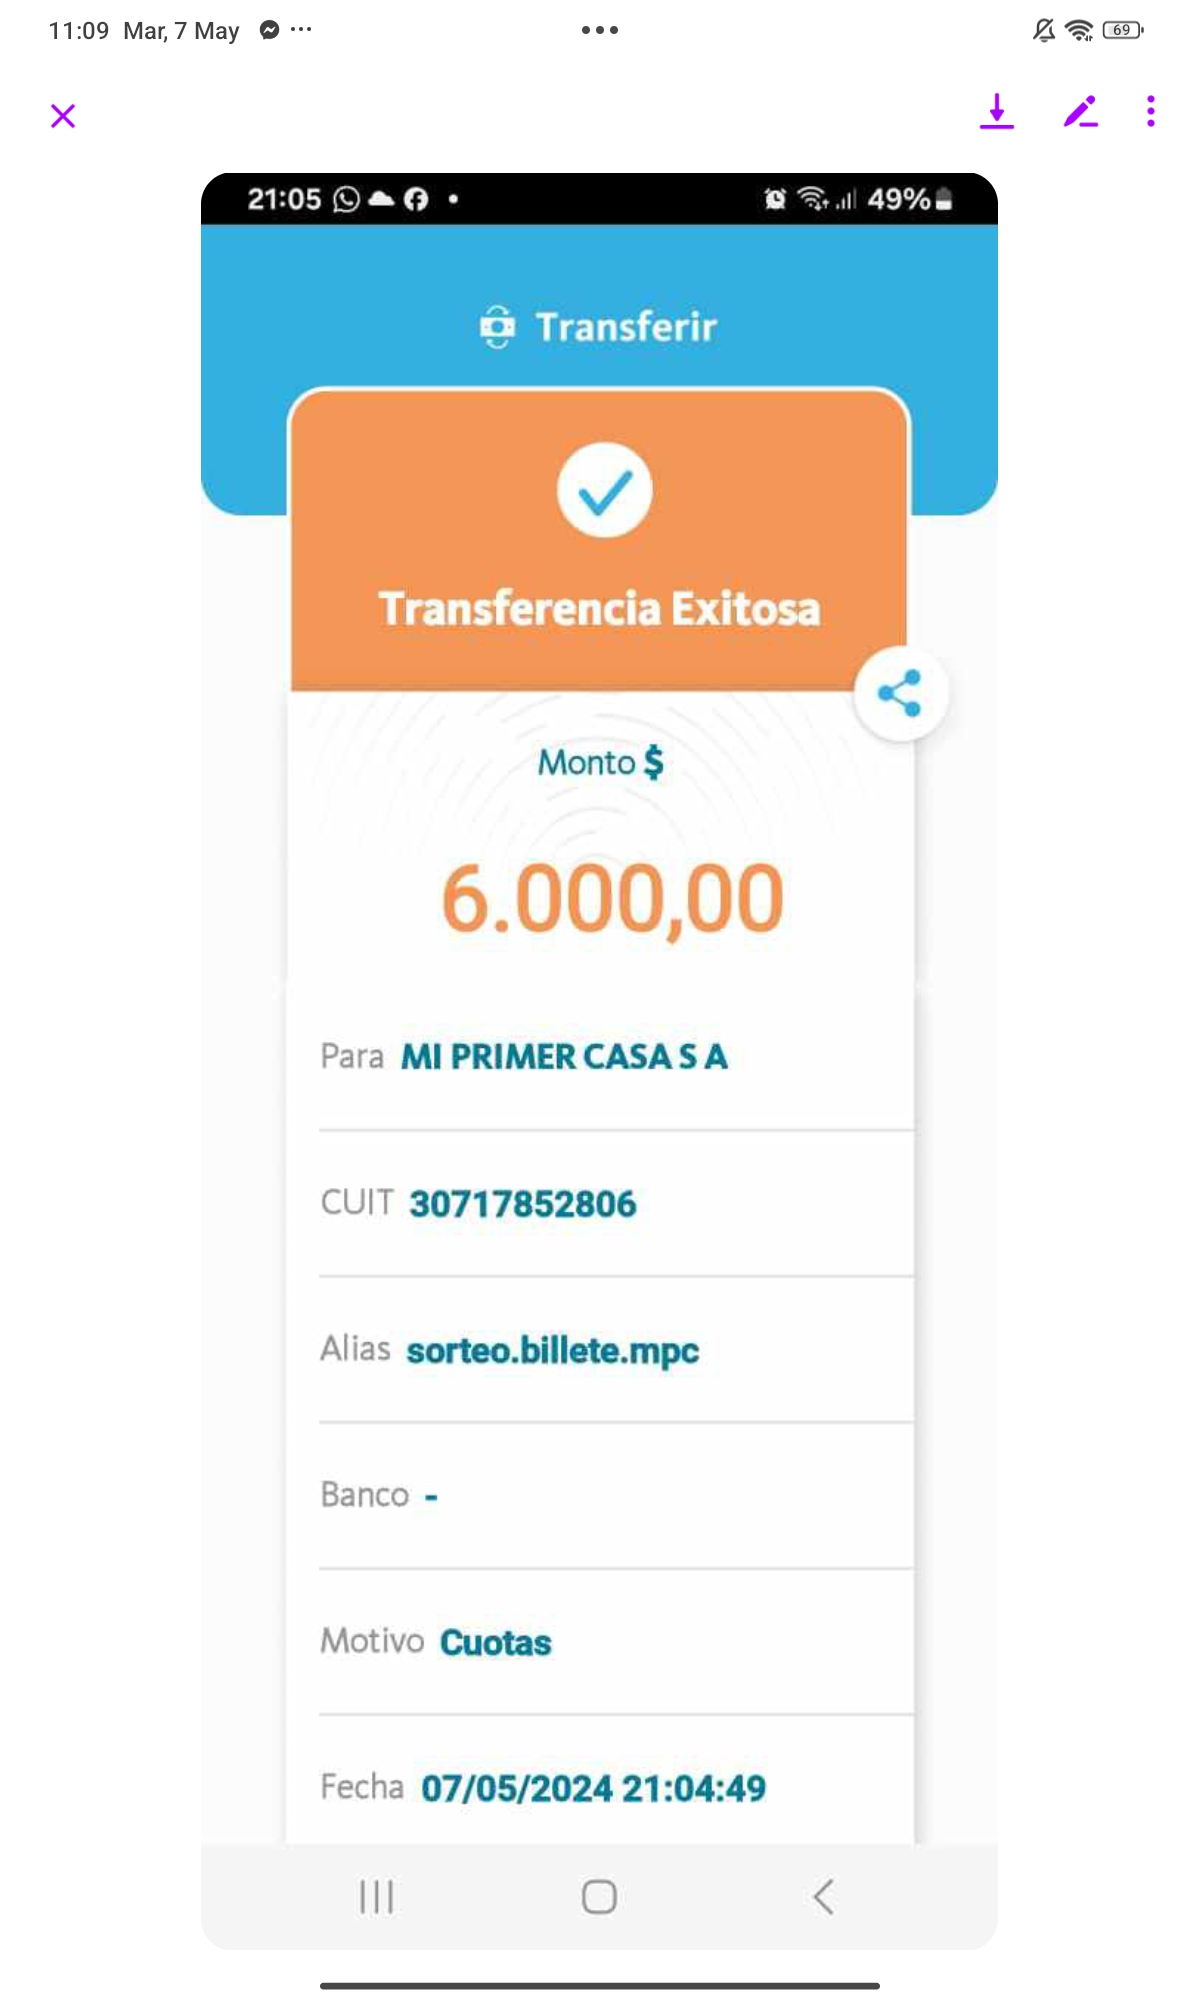 11:09 Mar, 7 May
69
21:05
49%
Transferir
Transferencia Exitosa
Monto $
6.000,00
Para MI PRIMER CASA S A
CUIT 30717852806
Alias sorteo.billete.mpc
Banco -
Motivo Cuotas
Fecha 07/05/2024 21:04:49